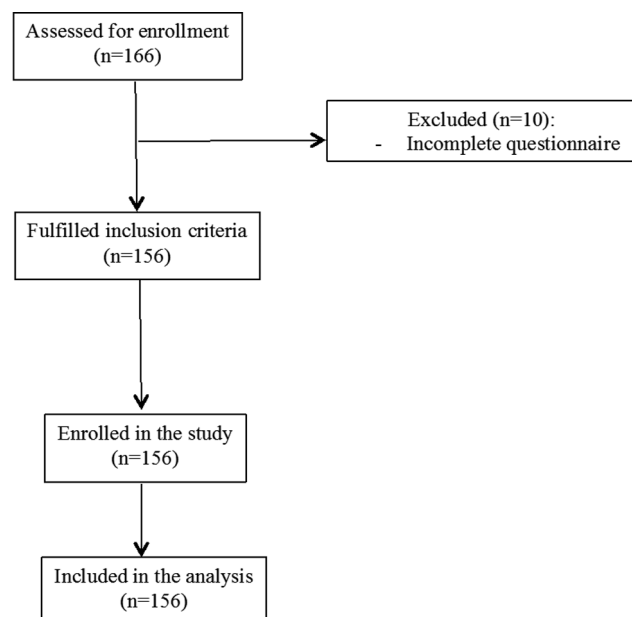 Assessed for enrollment
(n=166)
Excluded (n=10):
- Incomplete questionnaire
Fulfilled inclusion criteria
(n=156)
Enrolled in the study
(n=156)
Included in the analysis
(n=156)